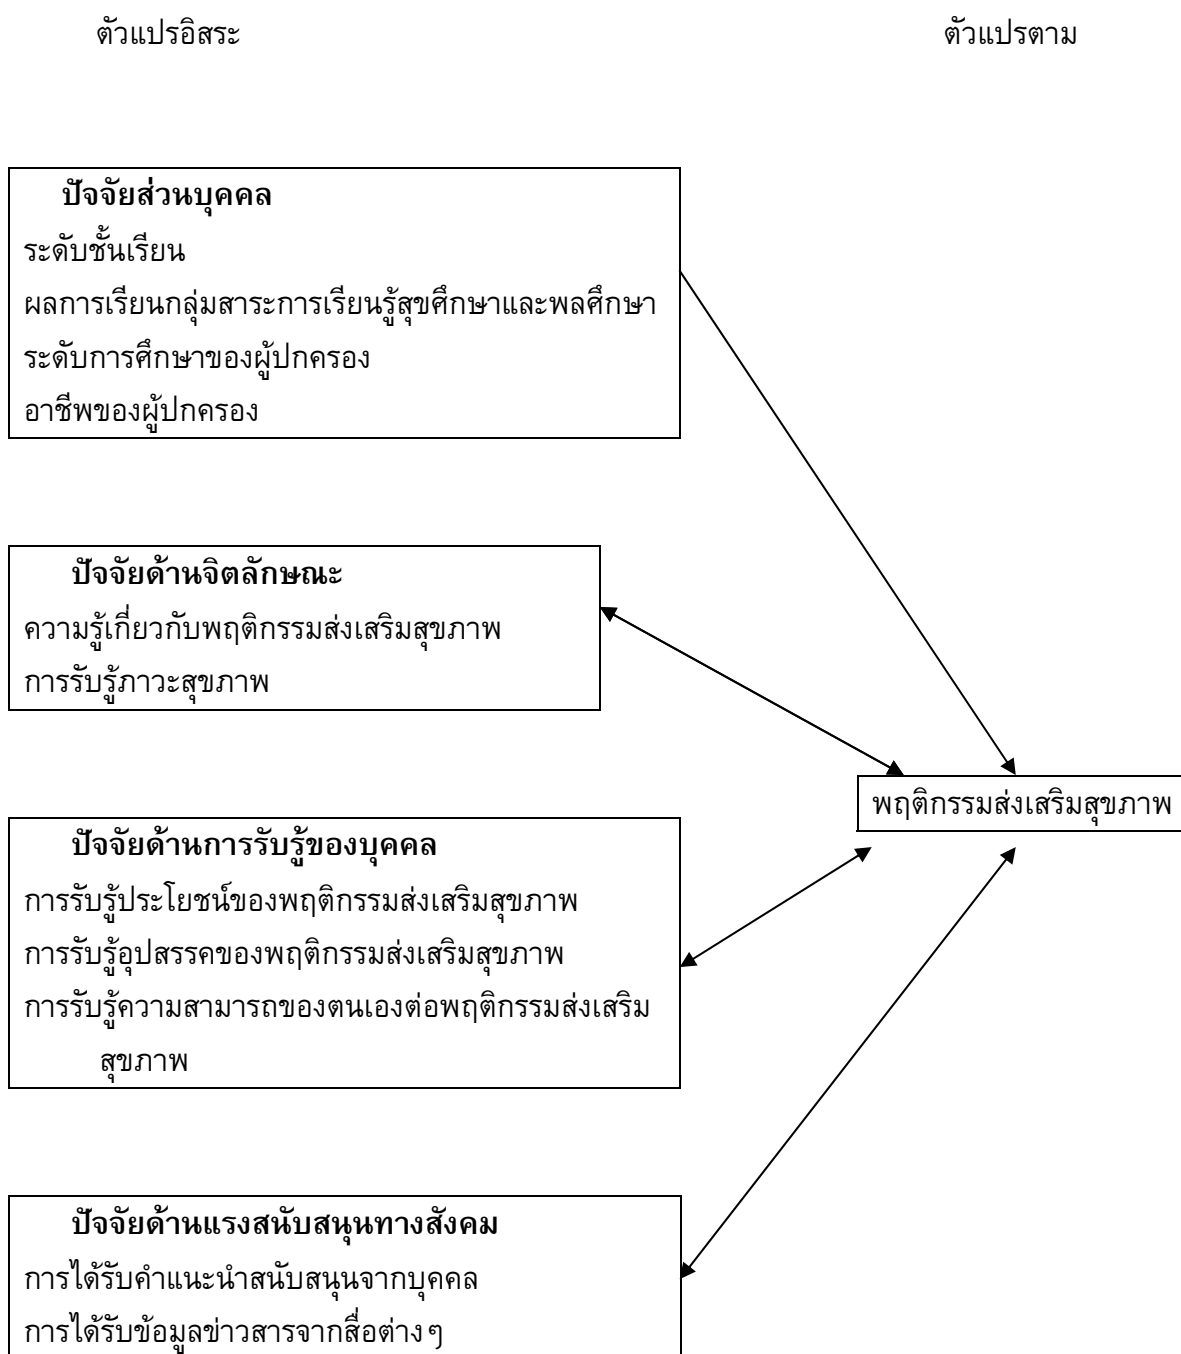 ตัวแปรอิสระ
ตัวแปรตาม
ปัจจัยส่วนบุคคล
ระดับชั้นเรียน
ผลการเรียนกลุ่มสาระการเรียนรู้สุขศึกษาและพลศึกษา
ระดับการศึกษาของผู้ปกครอง
อาชีพของผู้ปกครอง
ปัจจัยด้านจิตลักษณะ
ความรู้เกี่ยวกับพฤติกรรมส่งเสริมสุขภาพ
การรับรู้ภาวะสุขภาพ
พฤติกรรมส่งเสริมสุขภาพ
ปัจจัยด้านการรับรู้ของบุคคล
การรับรู้ประโยชน์ของพฤติกรรมส่งเสริมสุขภาพ
การรับรู้อุปสรรคของพฤติกรรมส่งเสริมสุขภาพ
การรับรู้ความสามารถของตนเองต่อพฤติกรรมส่งเสริม
สุขภาพ
ปัจจัยด้านแรงสนับสนุนทางสังคม
การได้รับคำแนะนำสนับสนุนจากบุคคล
การได้รับข้อมูลข่าวสารจากสื่อต่าง ๆ